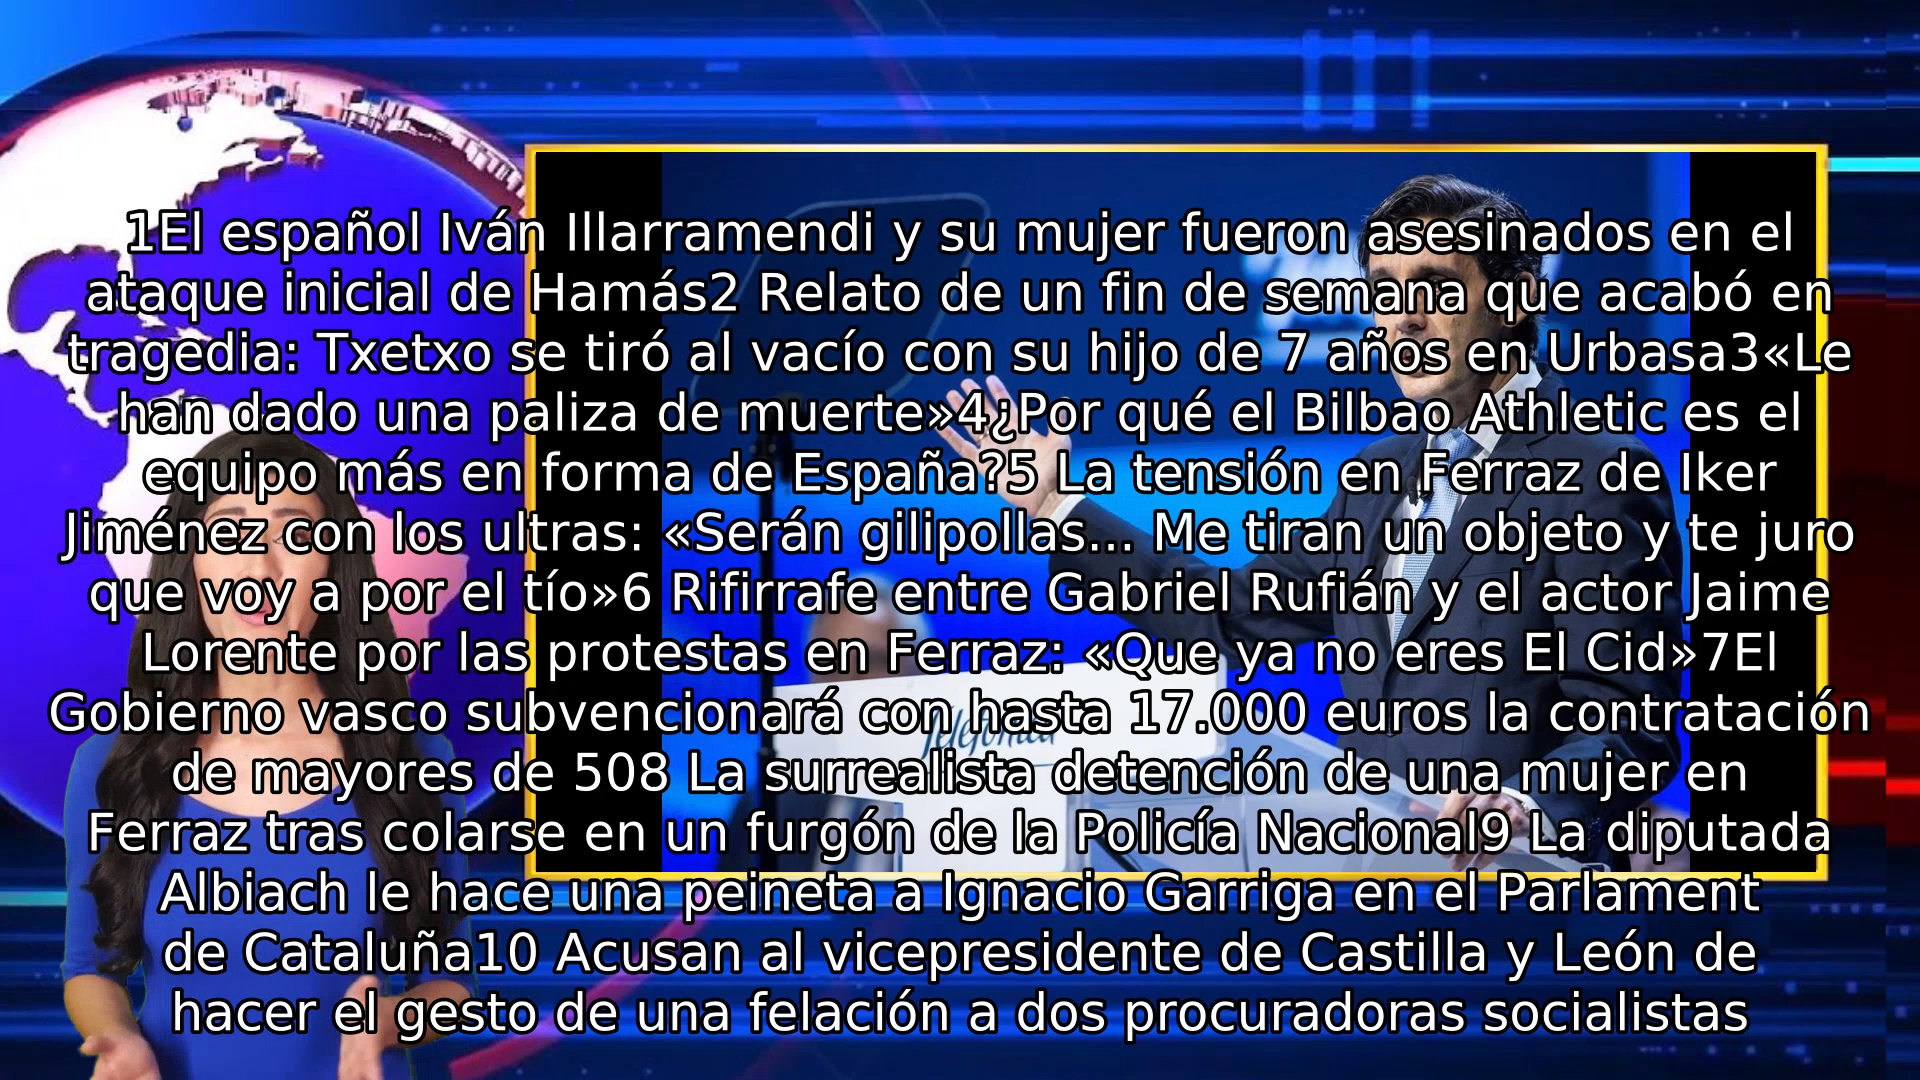 1El español Iván Illarramendi y su mujer fueron asesinados en el
ataque inicial de Hamás2 Relato de un fin de semana que acabó en
tragedia: Txetxo se tiró al vacío con su hijo de 7 años en Urbasa3«Le
han dado una paliza de muerte»4¿Por qué el Bilbao Athletic es el
equipo más en forma de España?5 La tensión en Ferraz de Iker
Jiménez con los ultras: «Serán gilipollas... Me tiran un objeto y te juro
que voy a por el tío»6 Rifirrafe entre Gabriel Rufián y el actor Jaime
Lorente por las protestas en Ferraz: «Que ya no eres El Cid»7El
Gobierno vasco subvencionará con hasta 17.000 euros la contratación
de mayores de 508 La surrealista detención de una mujer en
Ferraz tras colarse en un furgón de la Policía Nacional9 La diputada
Albiach le hace una peineta a Ignacio Garriga en el Parlament
de Cataluña10 Acusan al vicepresidente de Castilla y León de
hacer el gesto de una felación a dos procuradoras socialistas
Telefónica